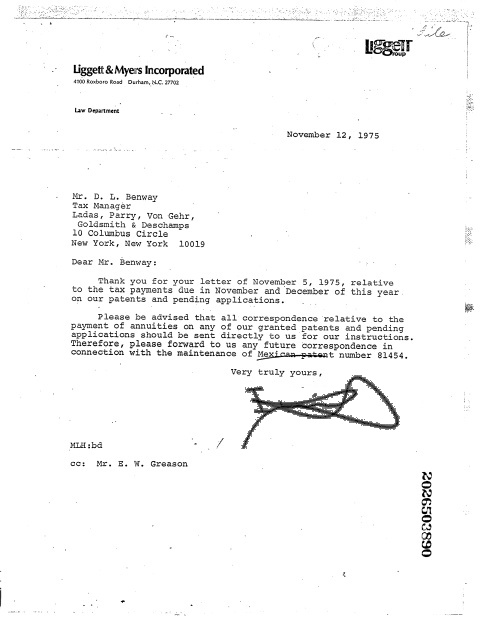 File
Liggett
GROUP
Liggett & Myers Incorporated
4100 Roxboro Road Durham, N.C. 27702
Law Department
November 12, 1975
Mr. D. L. Benway
Tax Manager
Ladas, Parry, Von Gehr,
Goldsmith & Deschamps
10 Columbus Circle
New York, New York 10019
Dear Mr. Benway:
Thank you for your letter of November 5, 1975, relative
to the tax payments due in November and December of this year
on our patents and pending applications.
Please be advised that all correspondence relative to the
payment of annuities on any of our granted patents and pending
applications should be sent directly to us for our instructions.
Therefore, please forward to us any future correspondence in
connection with the maintenance of Mexican patent number 81454.
Very truly yours,
MLH:bd
cc: Mr. E. W. Greason
2026503890